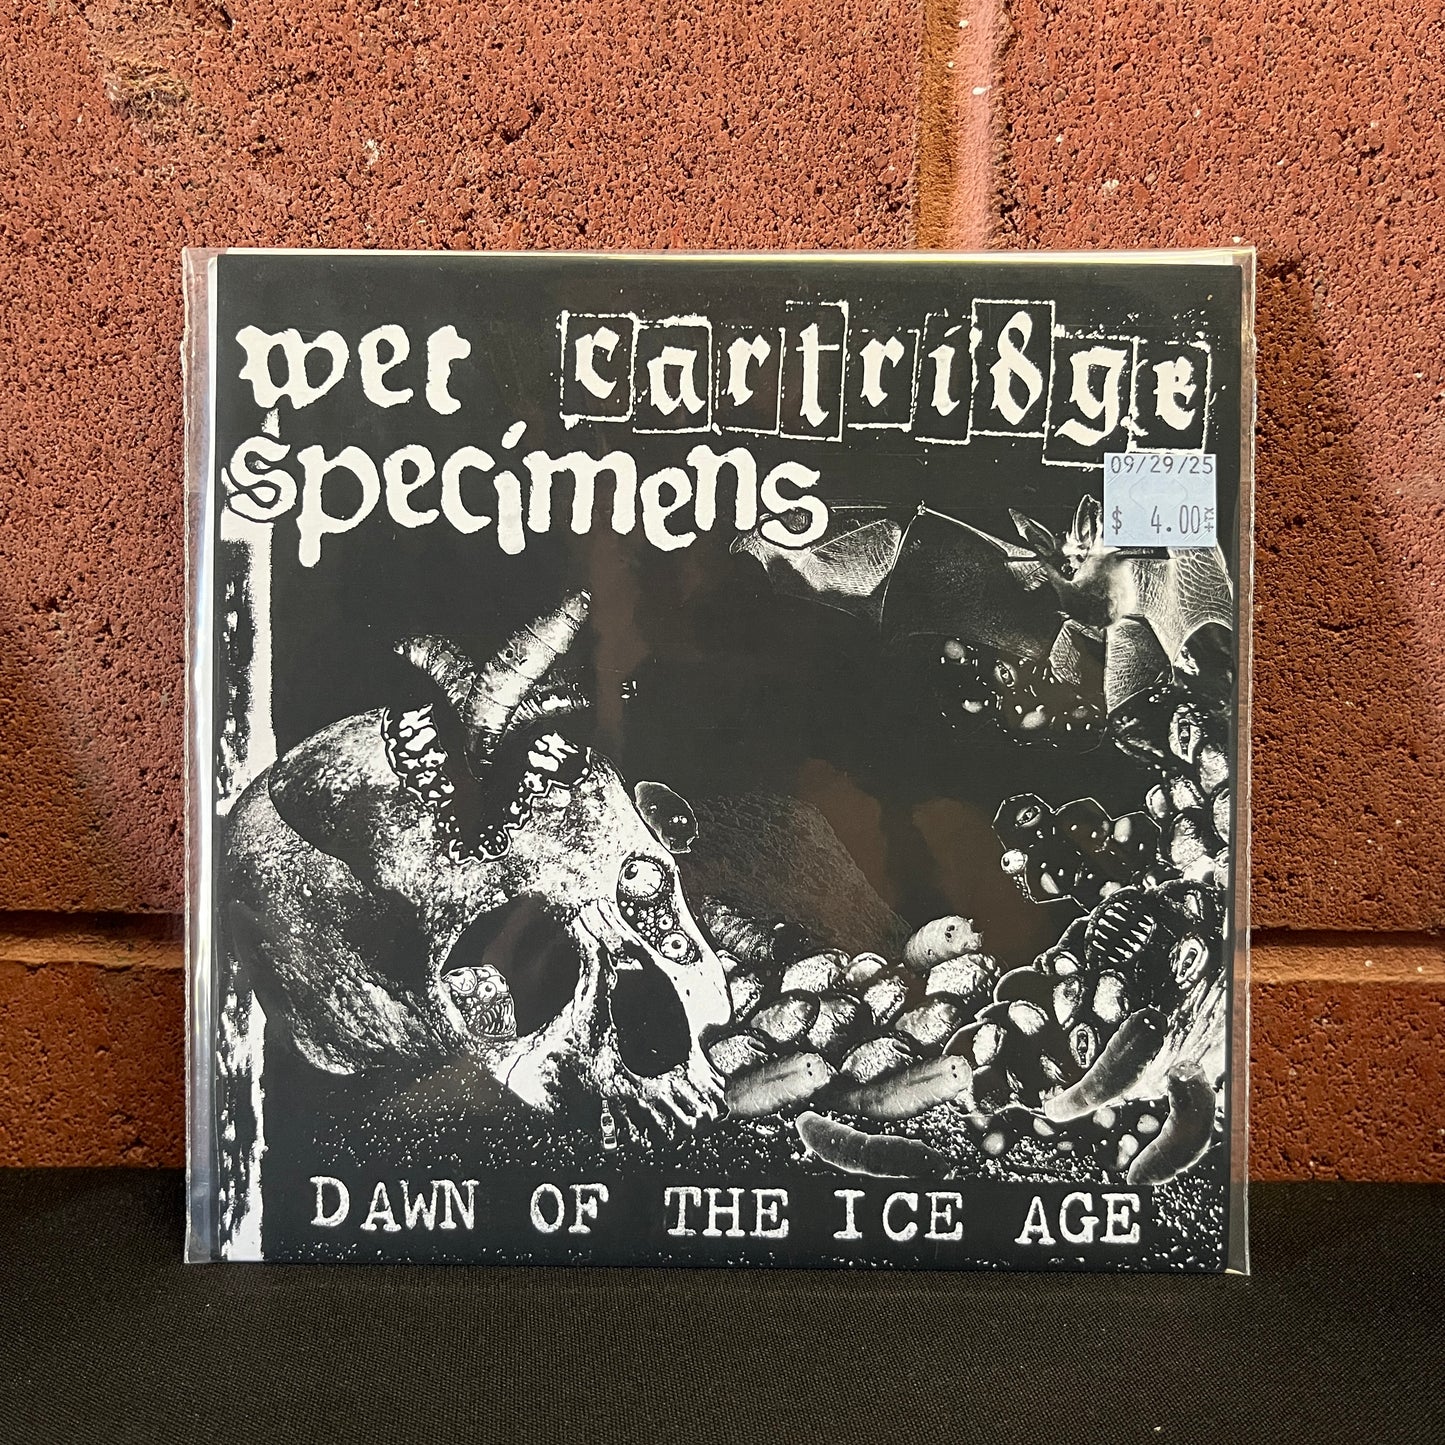 wet cartridge
specimens
09/29/25
$ 4.00
DAWN OF THE ICE AGE